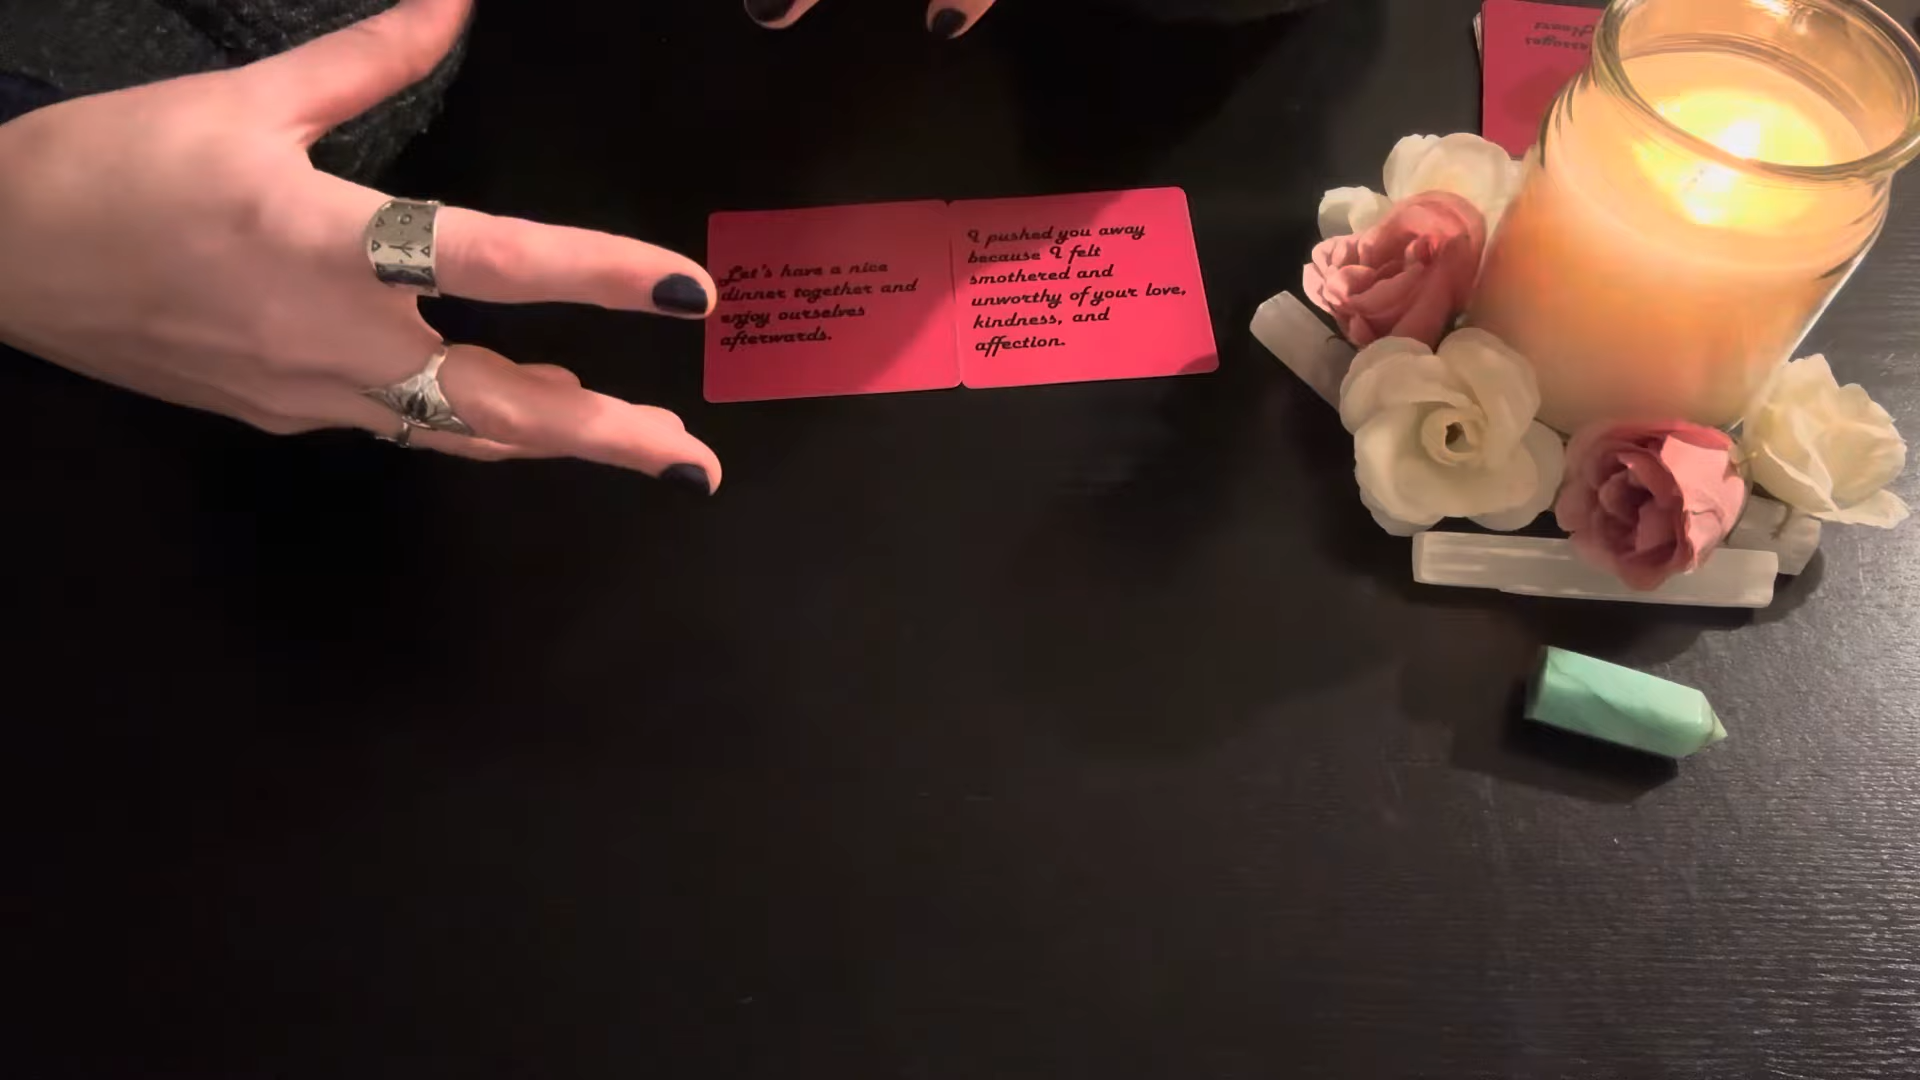 Let's have a nice
dinner together and
enjoy ourselves
afterwards.
I pushed you away
because I felt
smothered and
unworthy of your love,
kindness, and
affection.